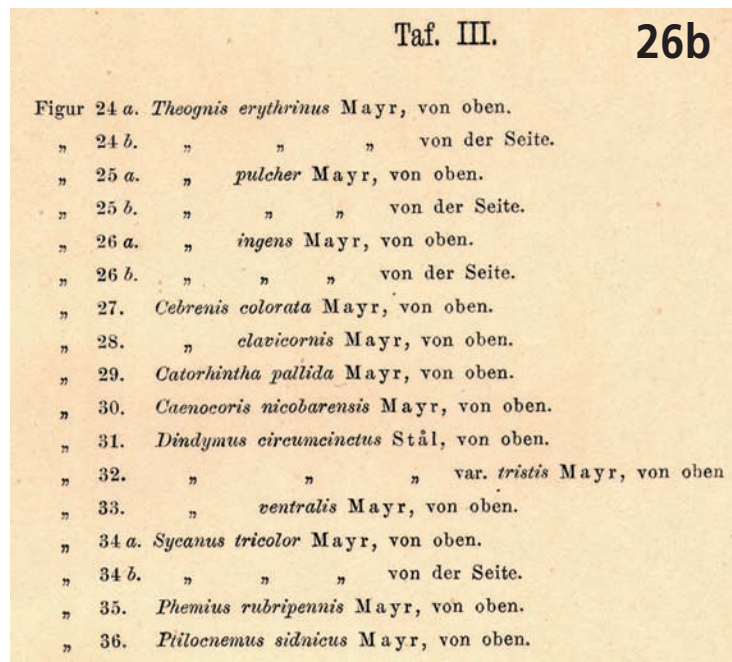 Taf. III.
26b
Figur 24 a. Theognis erythrinus Mayr, von oben.
„ 24 b. „ „ „ von der Seite.
„ 25 a. „ pulcher Mayr, von oben.
„ 25 b. „ „ „ von der Seite.
„ 26 a. „ ingens Mayr, von oben.
„ 26 b. „ „ „ von der Seite.
„ 27. Cebrenis colorata Mayr, von oben.
„ 28. „ clavicornis Mayr, von oben.
„ 29. Catorhintha pallida Mayr, von oben.
„ 30. Caenocoris nicobarensis Mayr, von oben.
„ 31. Dindymus circumcinctus Stål, von oben.
„ 32. „ „ „ var. tristis Mayr, von oben
„ 33. „ ventralis Mayr, von oben.
„ 34 a. Sycanus tricolor Mayr, von oben.
„ 34 b. „ „ „ von der Seite.
„ 35. Phemius rubripennis Mayr, von oben.
„ 36. Ptilocnemus sidnicus Mayr, von oben.